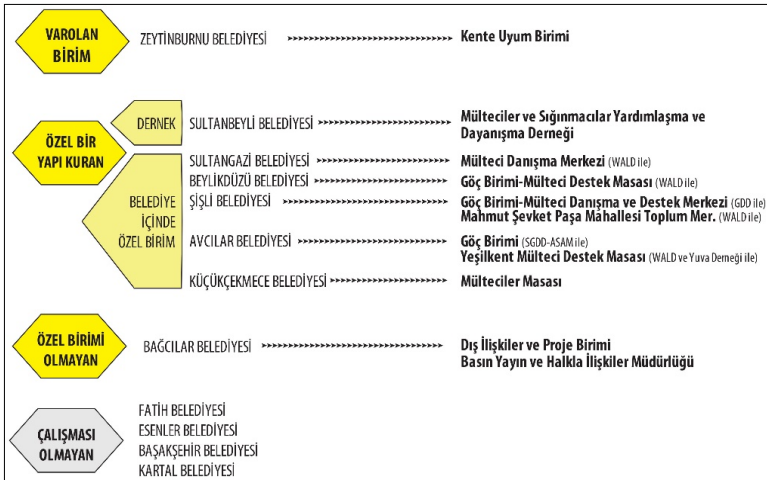 VAROLAN
BİRİM
ZEYTİNBURNU BELEDİYESİ
Kente Uyum Birimi
ÖZEL BİR
YAPI KURAN
DERNEK
SULTANBEYLİ BELEDİYESİ
Mülteciler ve Sığınmacılar Yardımlaşma ve
Dayanışma Derneği
BELEDİYE
İÇİNDE
ÖZEL BİRİM
SULTANGAZİ BELEDİYESİ
Mülteci Danışma Merkezi (WALD ile)
BEYLİKDÜZÜ BELEDİYESİ
Göç Birimi-Mülteci Destek Masası (WALD ile)
ŞİŞLİ BELEDİYESİ
Göç Birimi-Mülteci Danışma ve Destek Merkezi (GDD ile)
Mahmut Şevket Paşa Mahallesi Toplum Mer. (WALD ile)
AVCILAR BELEDİYESİ
Göç Birimi (SGDD-ASAM ile)
Yeşilkent Mülteci Destek Masası (WALD ve Yuva Derneği ile)
KÜÇÜKÇEKMECE BELEDİYESİ
Mülteciler Masası
ÖZEL BİRİMİ
OLMAYAN
BAĞCILAR BELEDİYESİ
Dış İlişkiler ve Proje Birimi
Basın Yayın ve Halkla İlişkiler Müdürlüğü
ÇALIŞMASI
OLMAYAN
FATİH BELEDİYESİ
ESENLER BELEDİYESİ
BAŞAKŞEHİR BELEDİYESİ
KARTAL BELEDİYESİ